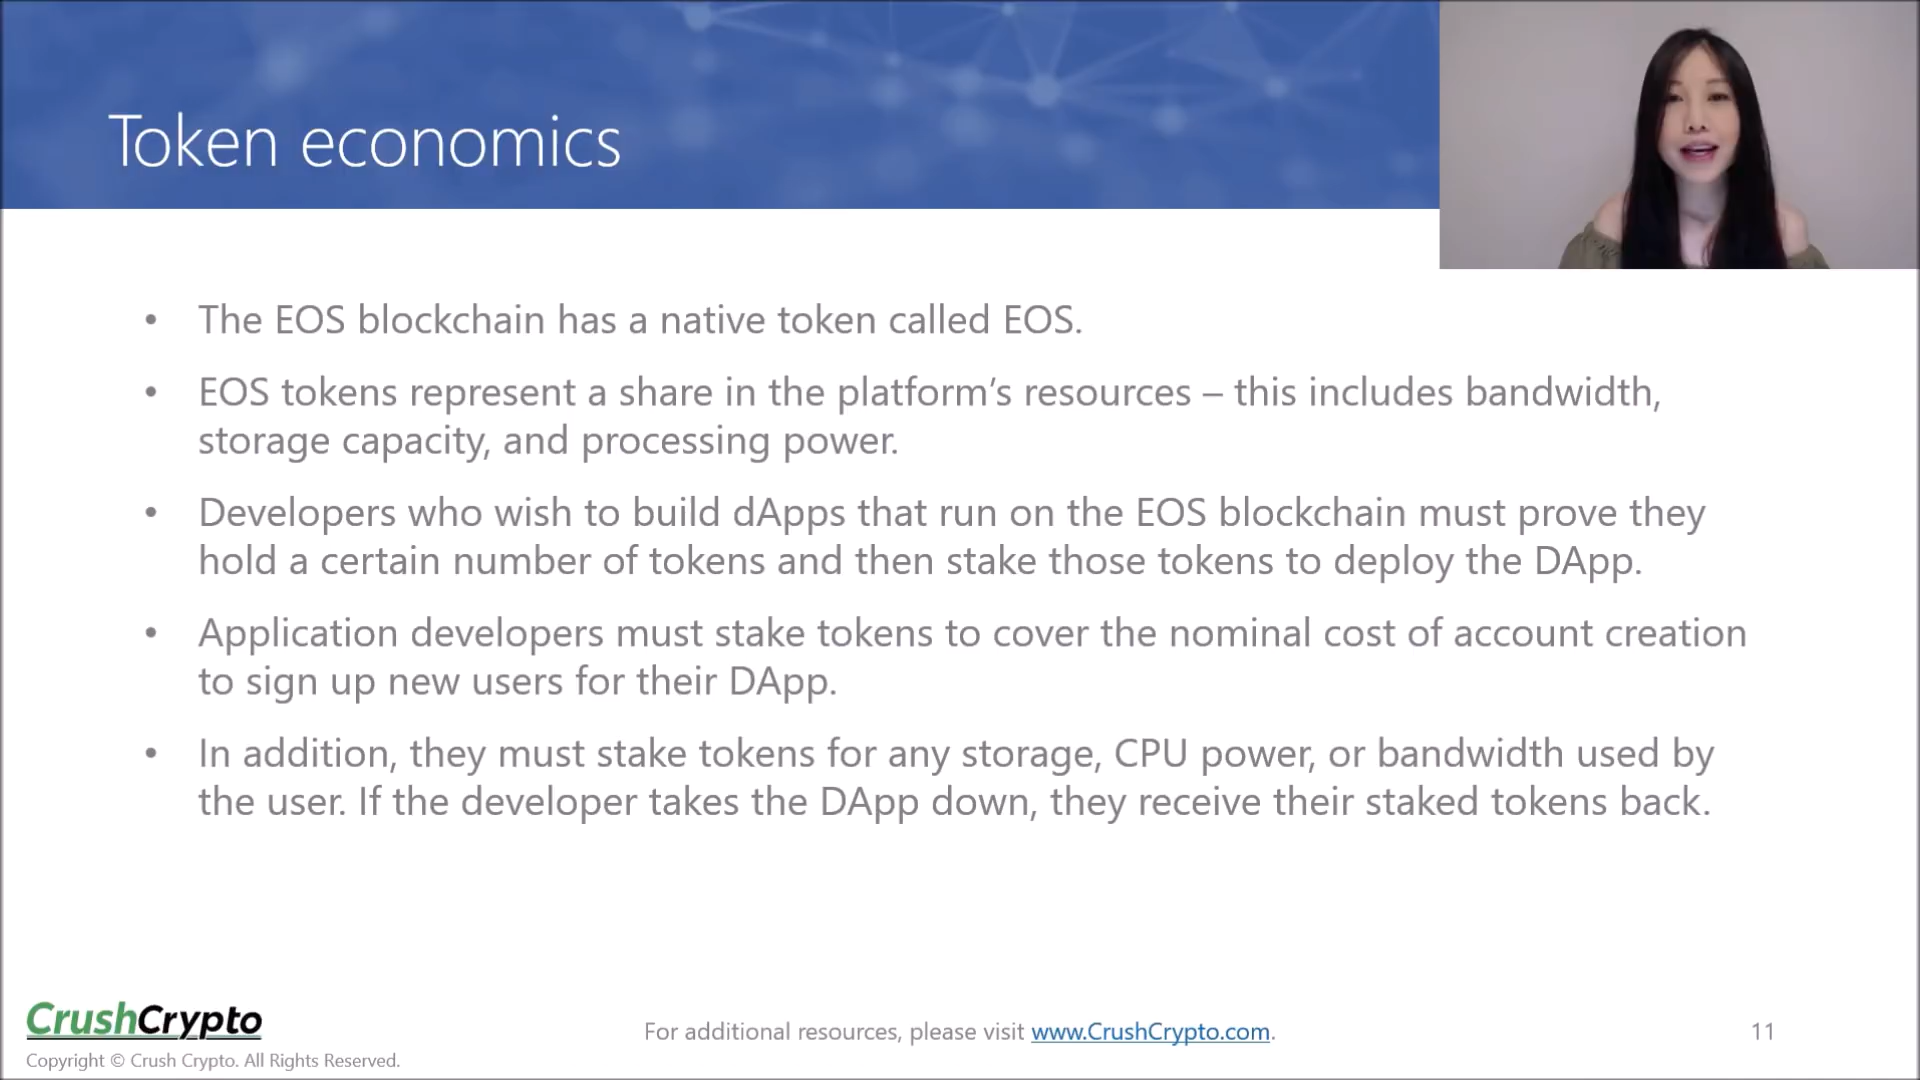 Token economics
• The EOS blockchain has a native token called EOS.
• EOS tokens represent a share in the platform’s resources – this includes bandwidth,
storage capacity, and processing power.
• Developers who wish to build dApps that run on the EOS blockchain must prove they
hold a certain number of tokens and then stake those tokens to deploy the DApp.
• Application developers must stake tokens to cover the nominal cost of account creation
to sign up new users for their DApp.
• In addition, they must stake tokens for any storage, CPU power, or bandwidth used by
the user. If the developer takes the DApp down, they receive their staked tokens back.
CrushCrypto
Copyright © Crush Crypto. All Rights Reserved.
For additional resources, please visit www.CrushCrypto.com.
11